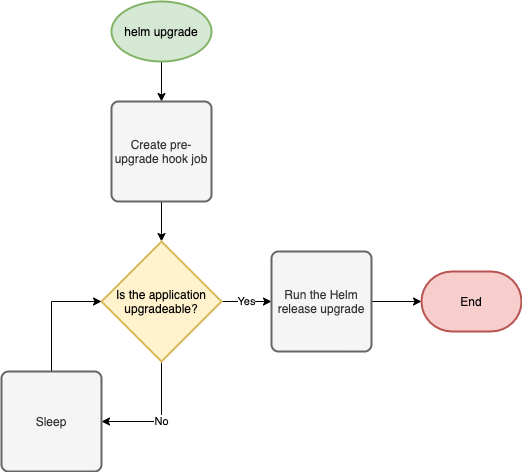 helm upgrade
Create pre-
upgrade hook job
Is the application
upgradeable?
Yes
Run the Helm
release upgrade
End
No
Sleep